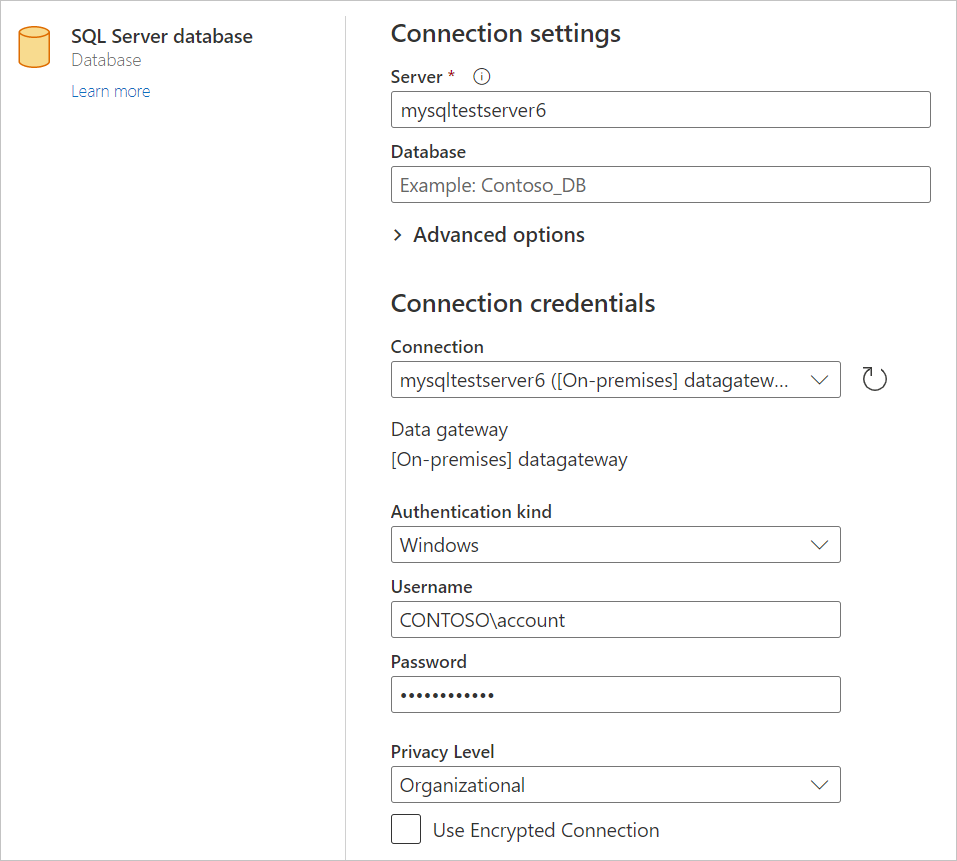 SQL Server database
Database
Learn more
Connection settings
Server *
mysqltestserver6
Database
Example: Contoso_DB
Advanced options
Connection credentials
Connection
mysqltestserver6 ([On-premises] datagatew...
Data gateway
[On-premises] datagateway
Authentication kind
Windows
Username
CONTOSO\account
Password
••••••••••••
Privacy Level
Organizational
Use Encrypted Connection